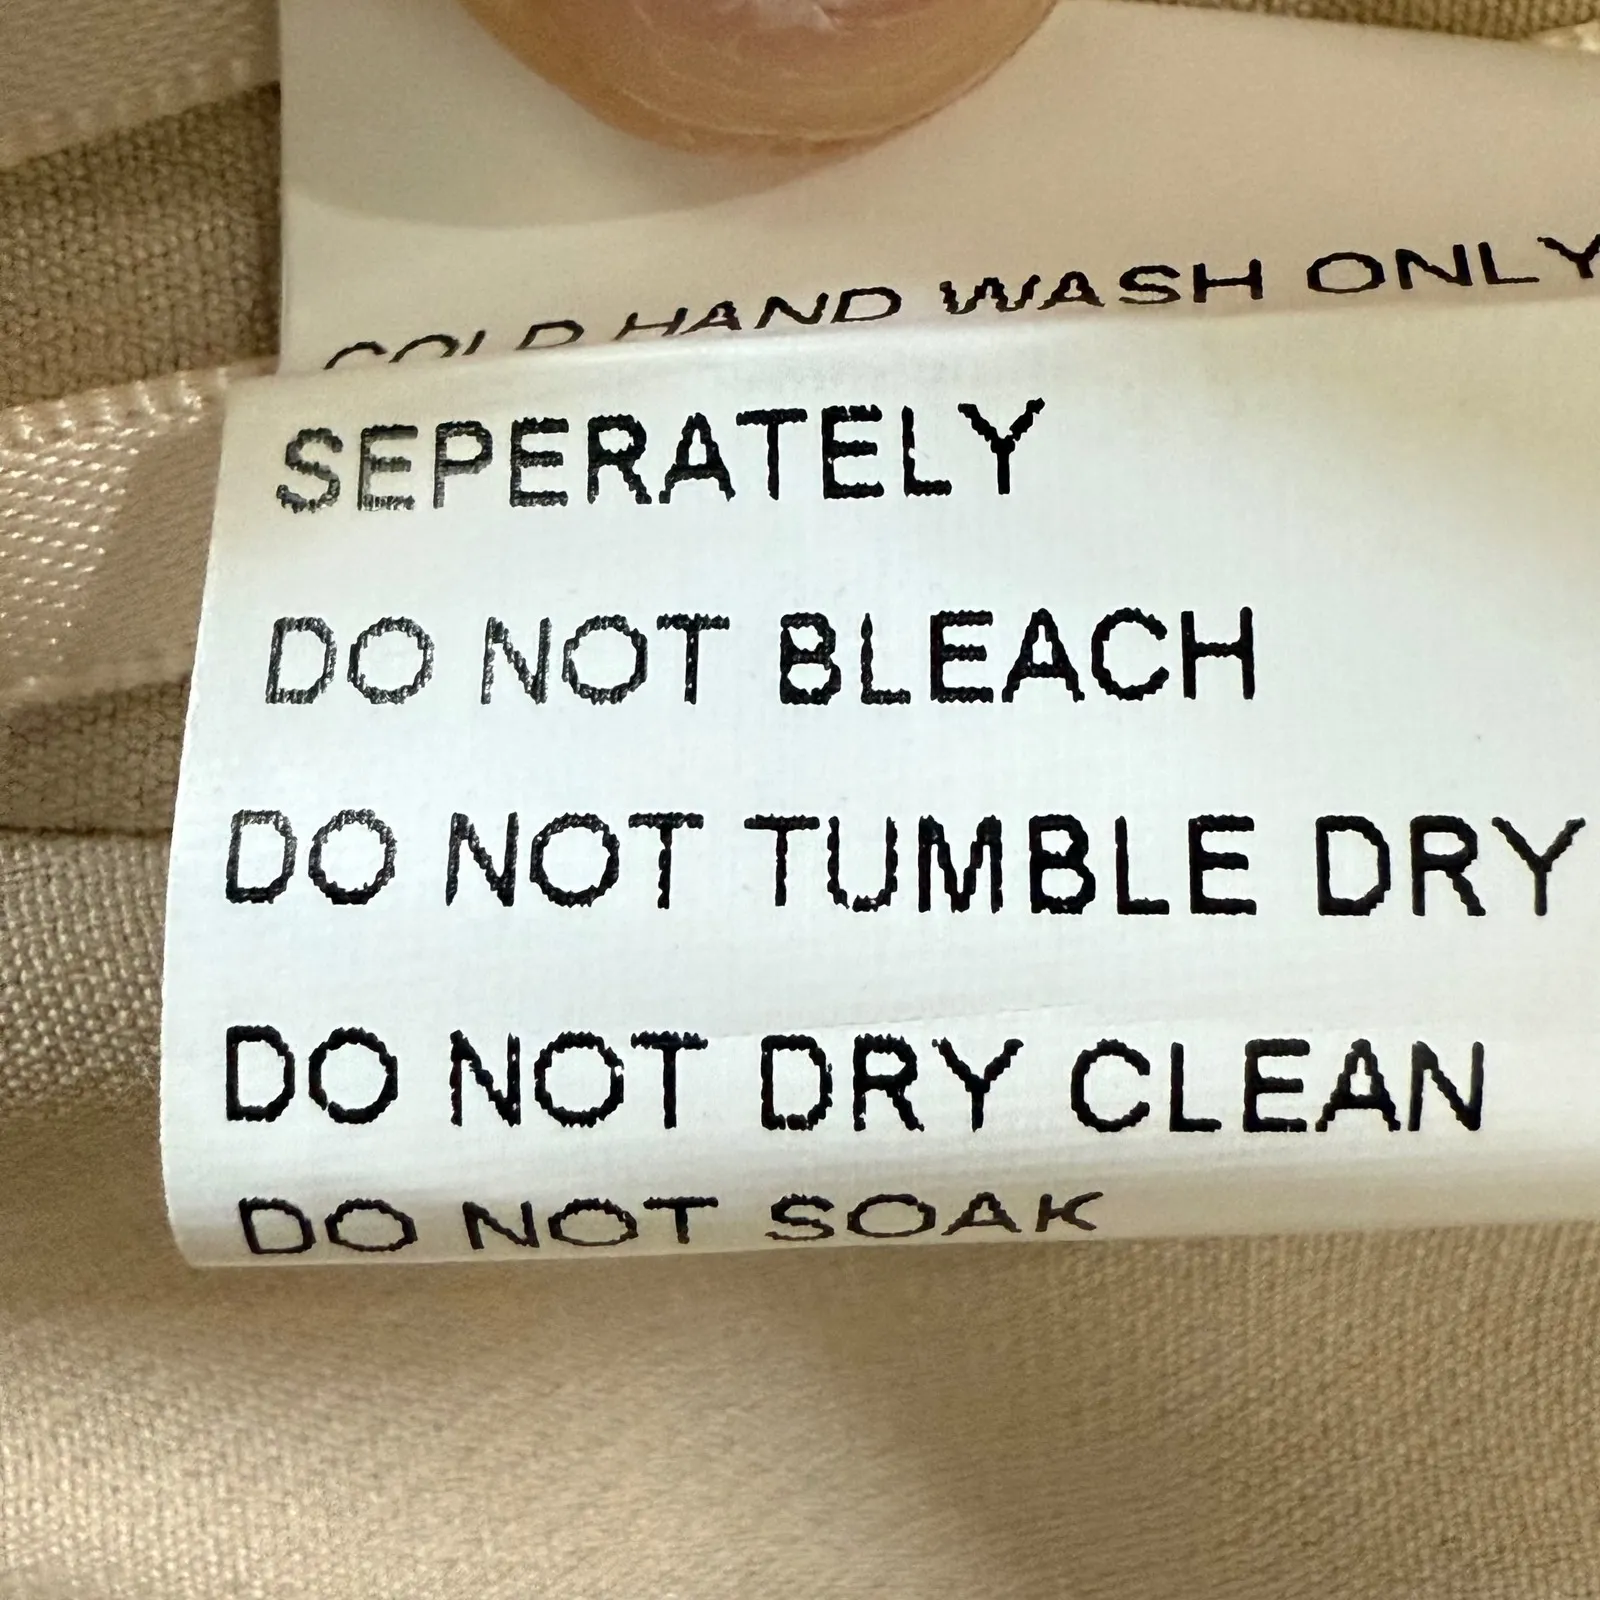 COLD HAND WASH ONLY
SEPERATELY
DO NOT BLEACH
DO NOT TUMBLE DRY
DO NOT DRY CLEAN
DO NOT SOAK